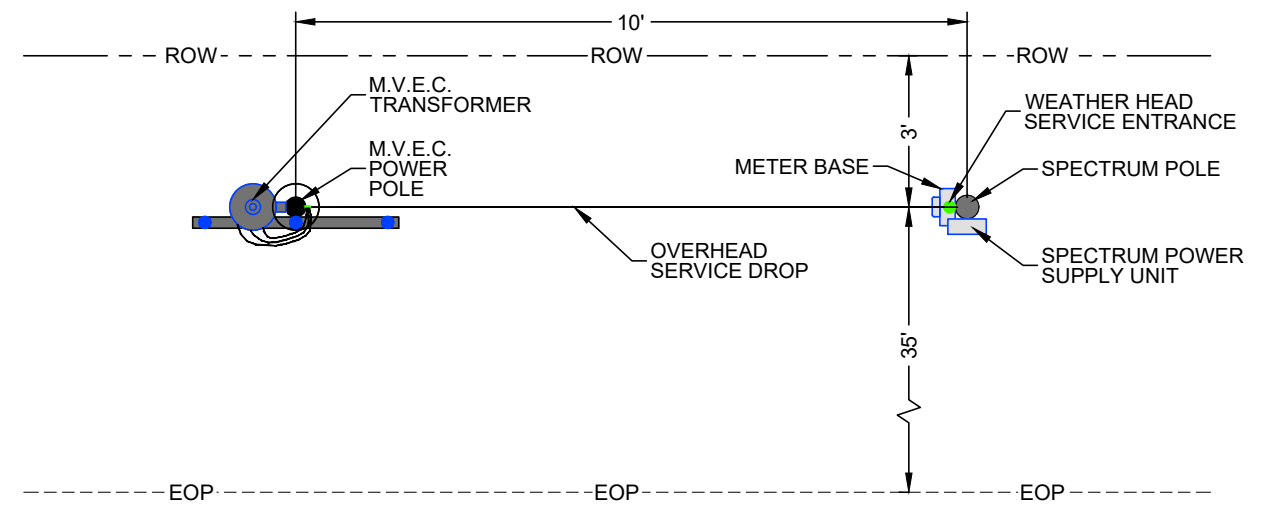 10'
ROW ROW ROW
M.V.E.C.
TRANSFORMER
M.V.E.C.
POWER
POLE
3'
WEATHER HEAD
SERVICE ENTRANCE
METER BASE
SPECTRUM POLE
OVERHEAD
SERVICE DROP
SPECTRUM POWER
SUPPLY UNIT
35'
EOP EOP EOP